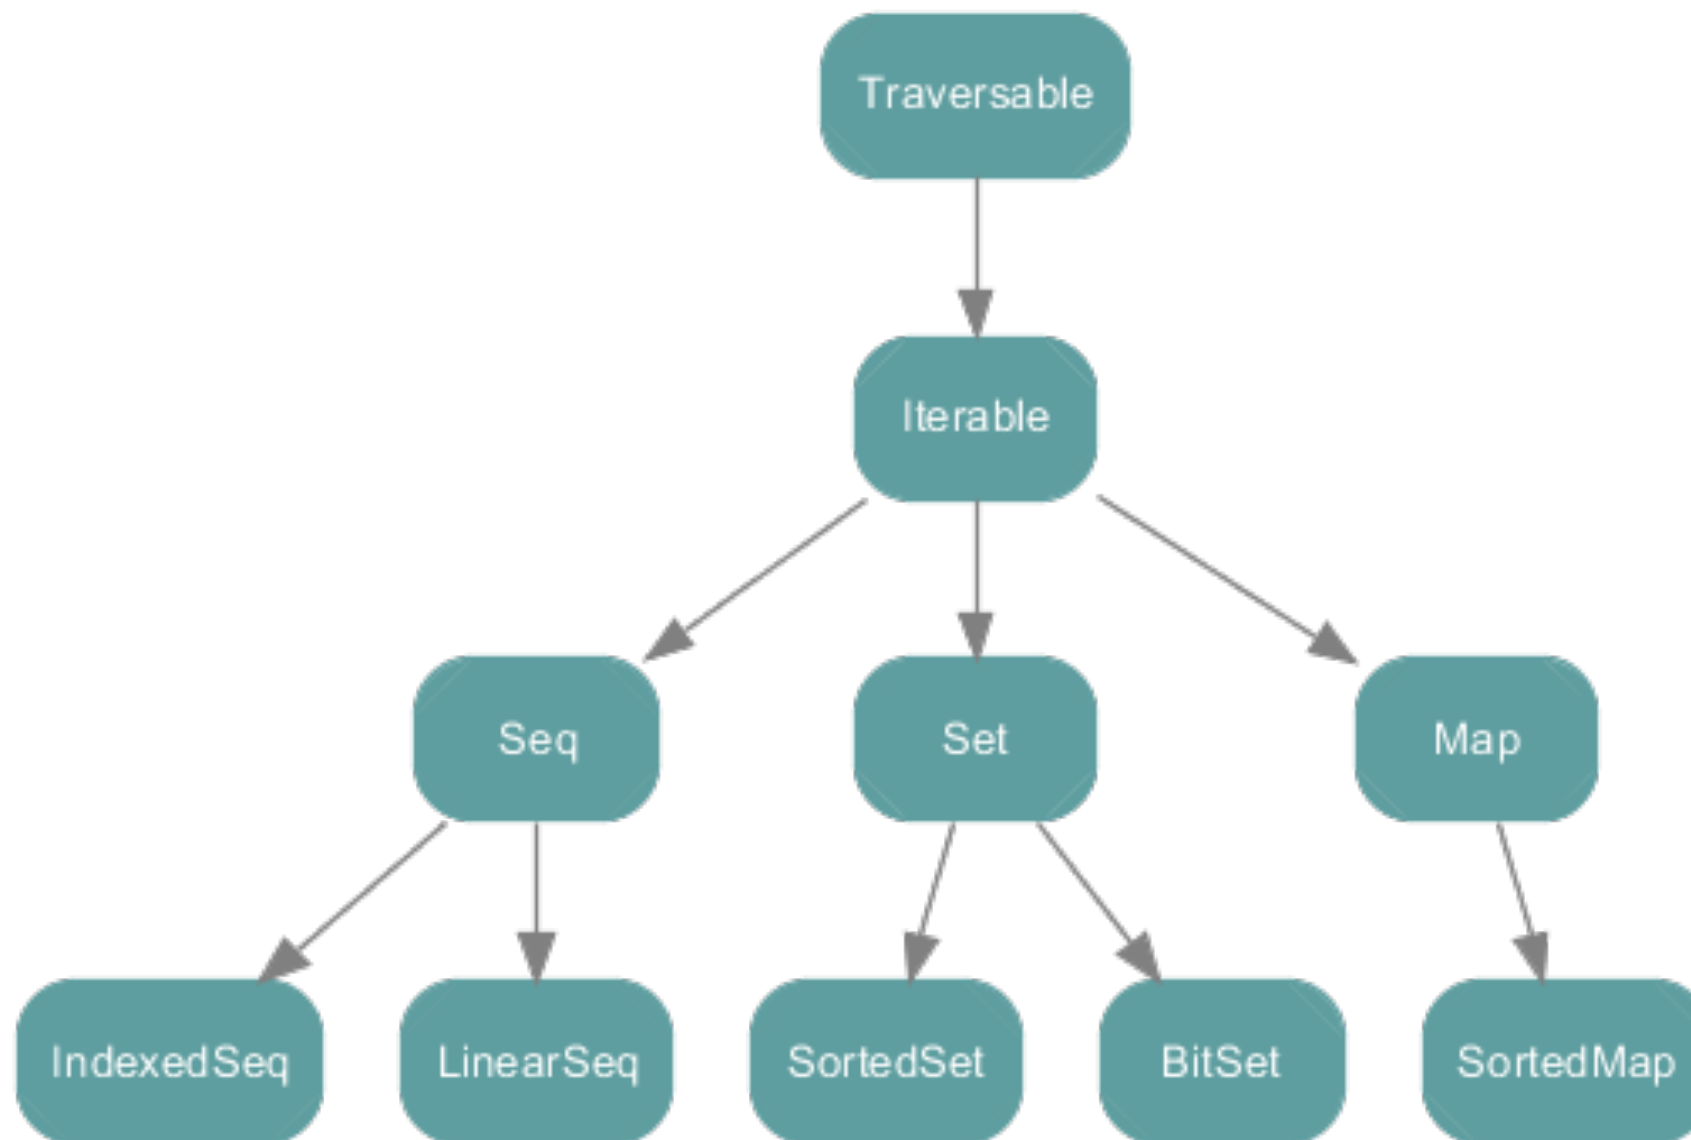 Traversable
Iterable
Seq
Set
Map
IndexedSeq
LinearSeq
SortedSet
BitSet
SortedMap